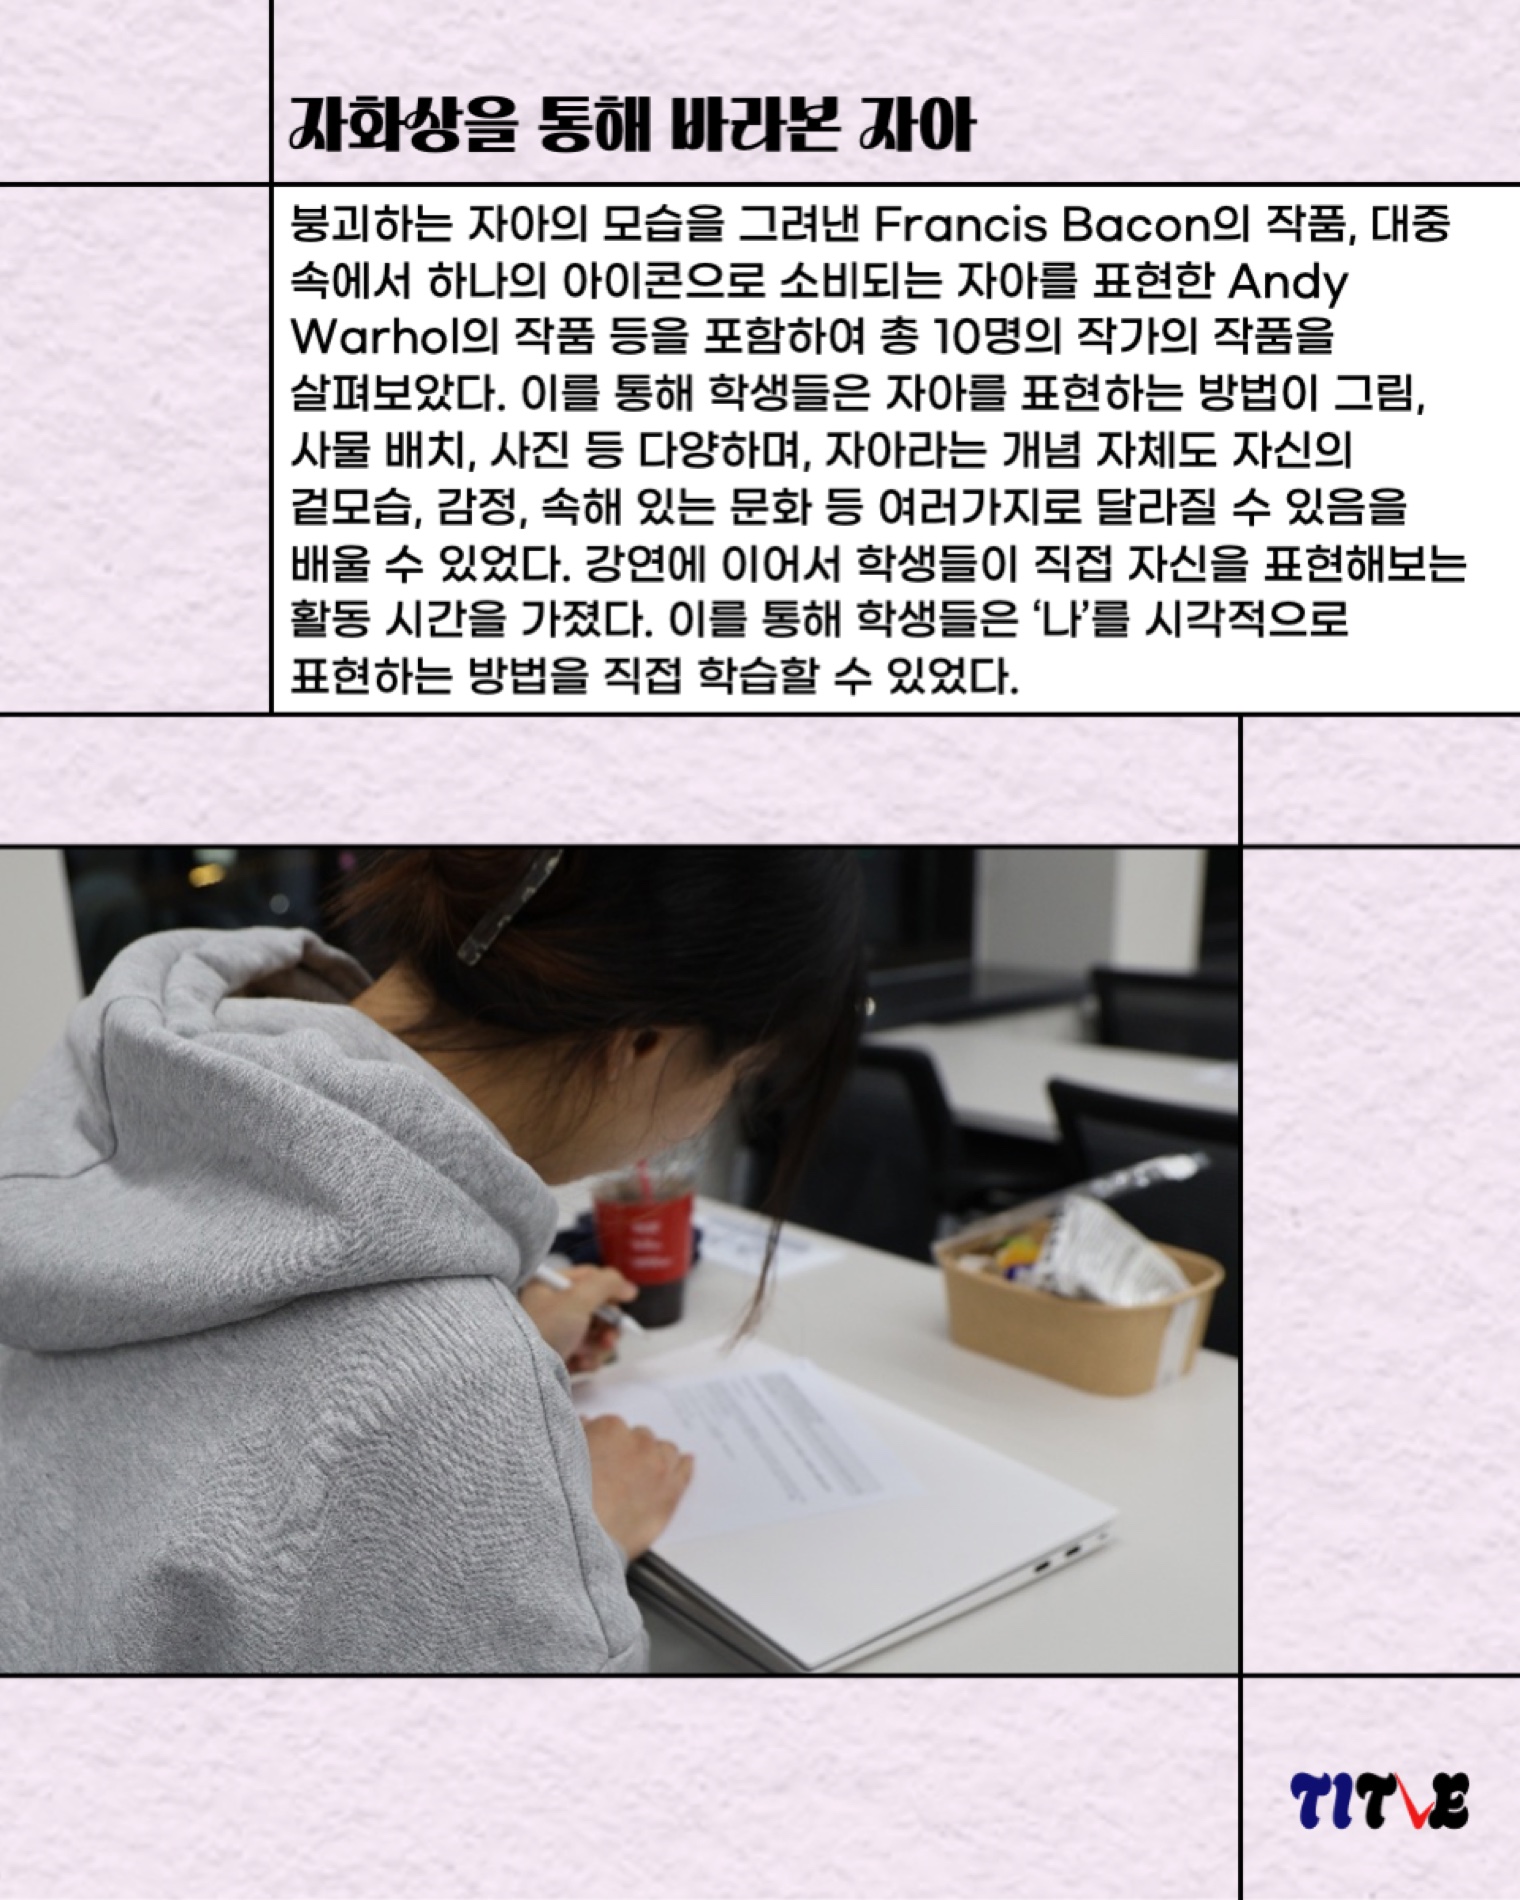 자화상을 통해 바라본 자아
붕괴하는 자아의 모습을 그려낸 Francis Bacon의 작품, 대중
속에서 하나의 아이콘으로 소비되는 자아를 표현한 Andy
Warhol의 작품 등을 포함하여 총 10명의 작가의 작품을
살펴보았다. 이를 통해 학생들은 자아를 표현하는 방법이 그림,
사물 배치, 사진 등 다양하며, 자아라는 개념 자체도 자신의
겉모습, 감정, 속해 있는 문화 등 여러가지로 달라질 수 있음을
배울 수 있었다. 강연에 이어서 학생들이 직접 자신을 표현해보는
활동 시간을 가졌다. 이를 통해 학생들은 ‘나’를 시각적으로
표현하는 방법을 직접 학습할 수 있었다.
TITLE